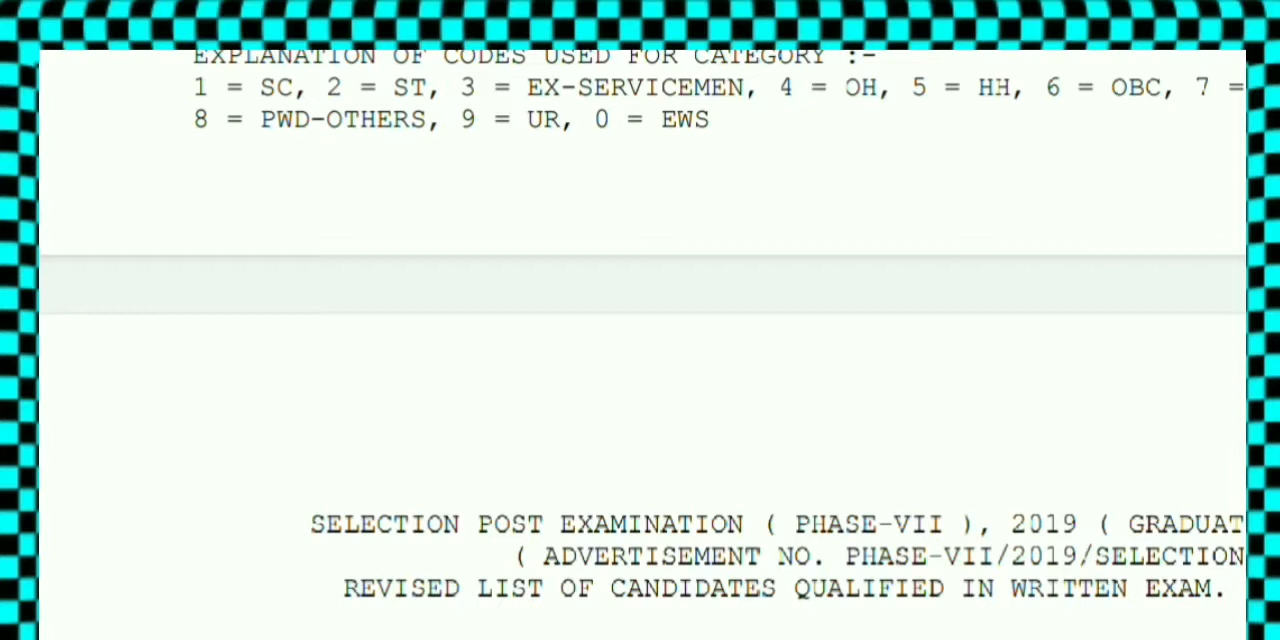 EXPLANATION OF CODES USED FOR CATEGORY :-
1 = SC, 2 = ST, 3 = EX-SERVICEMEN, 4 = OH, 5 = HH, 6 = OBC, 7 =
8 = PWD-OTHERS, 9 = UR, 0 = EWS
SELECTION POST EXAMINATION ( PHASE-VII ), 2019 ( GRADUAT
( ADVERTISEMENT NO. PHASE-VII/2019/SELECTION
REVISED LIST OF CANDIDATES QUALIFIED IN WRITTEN EXAM.